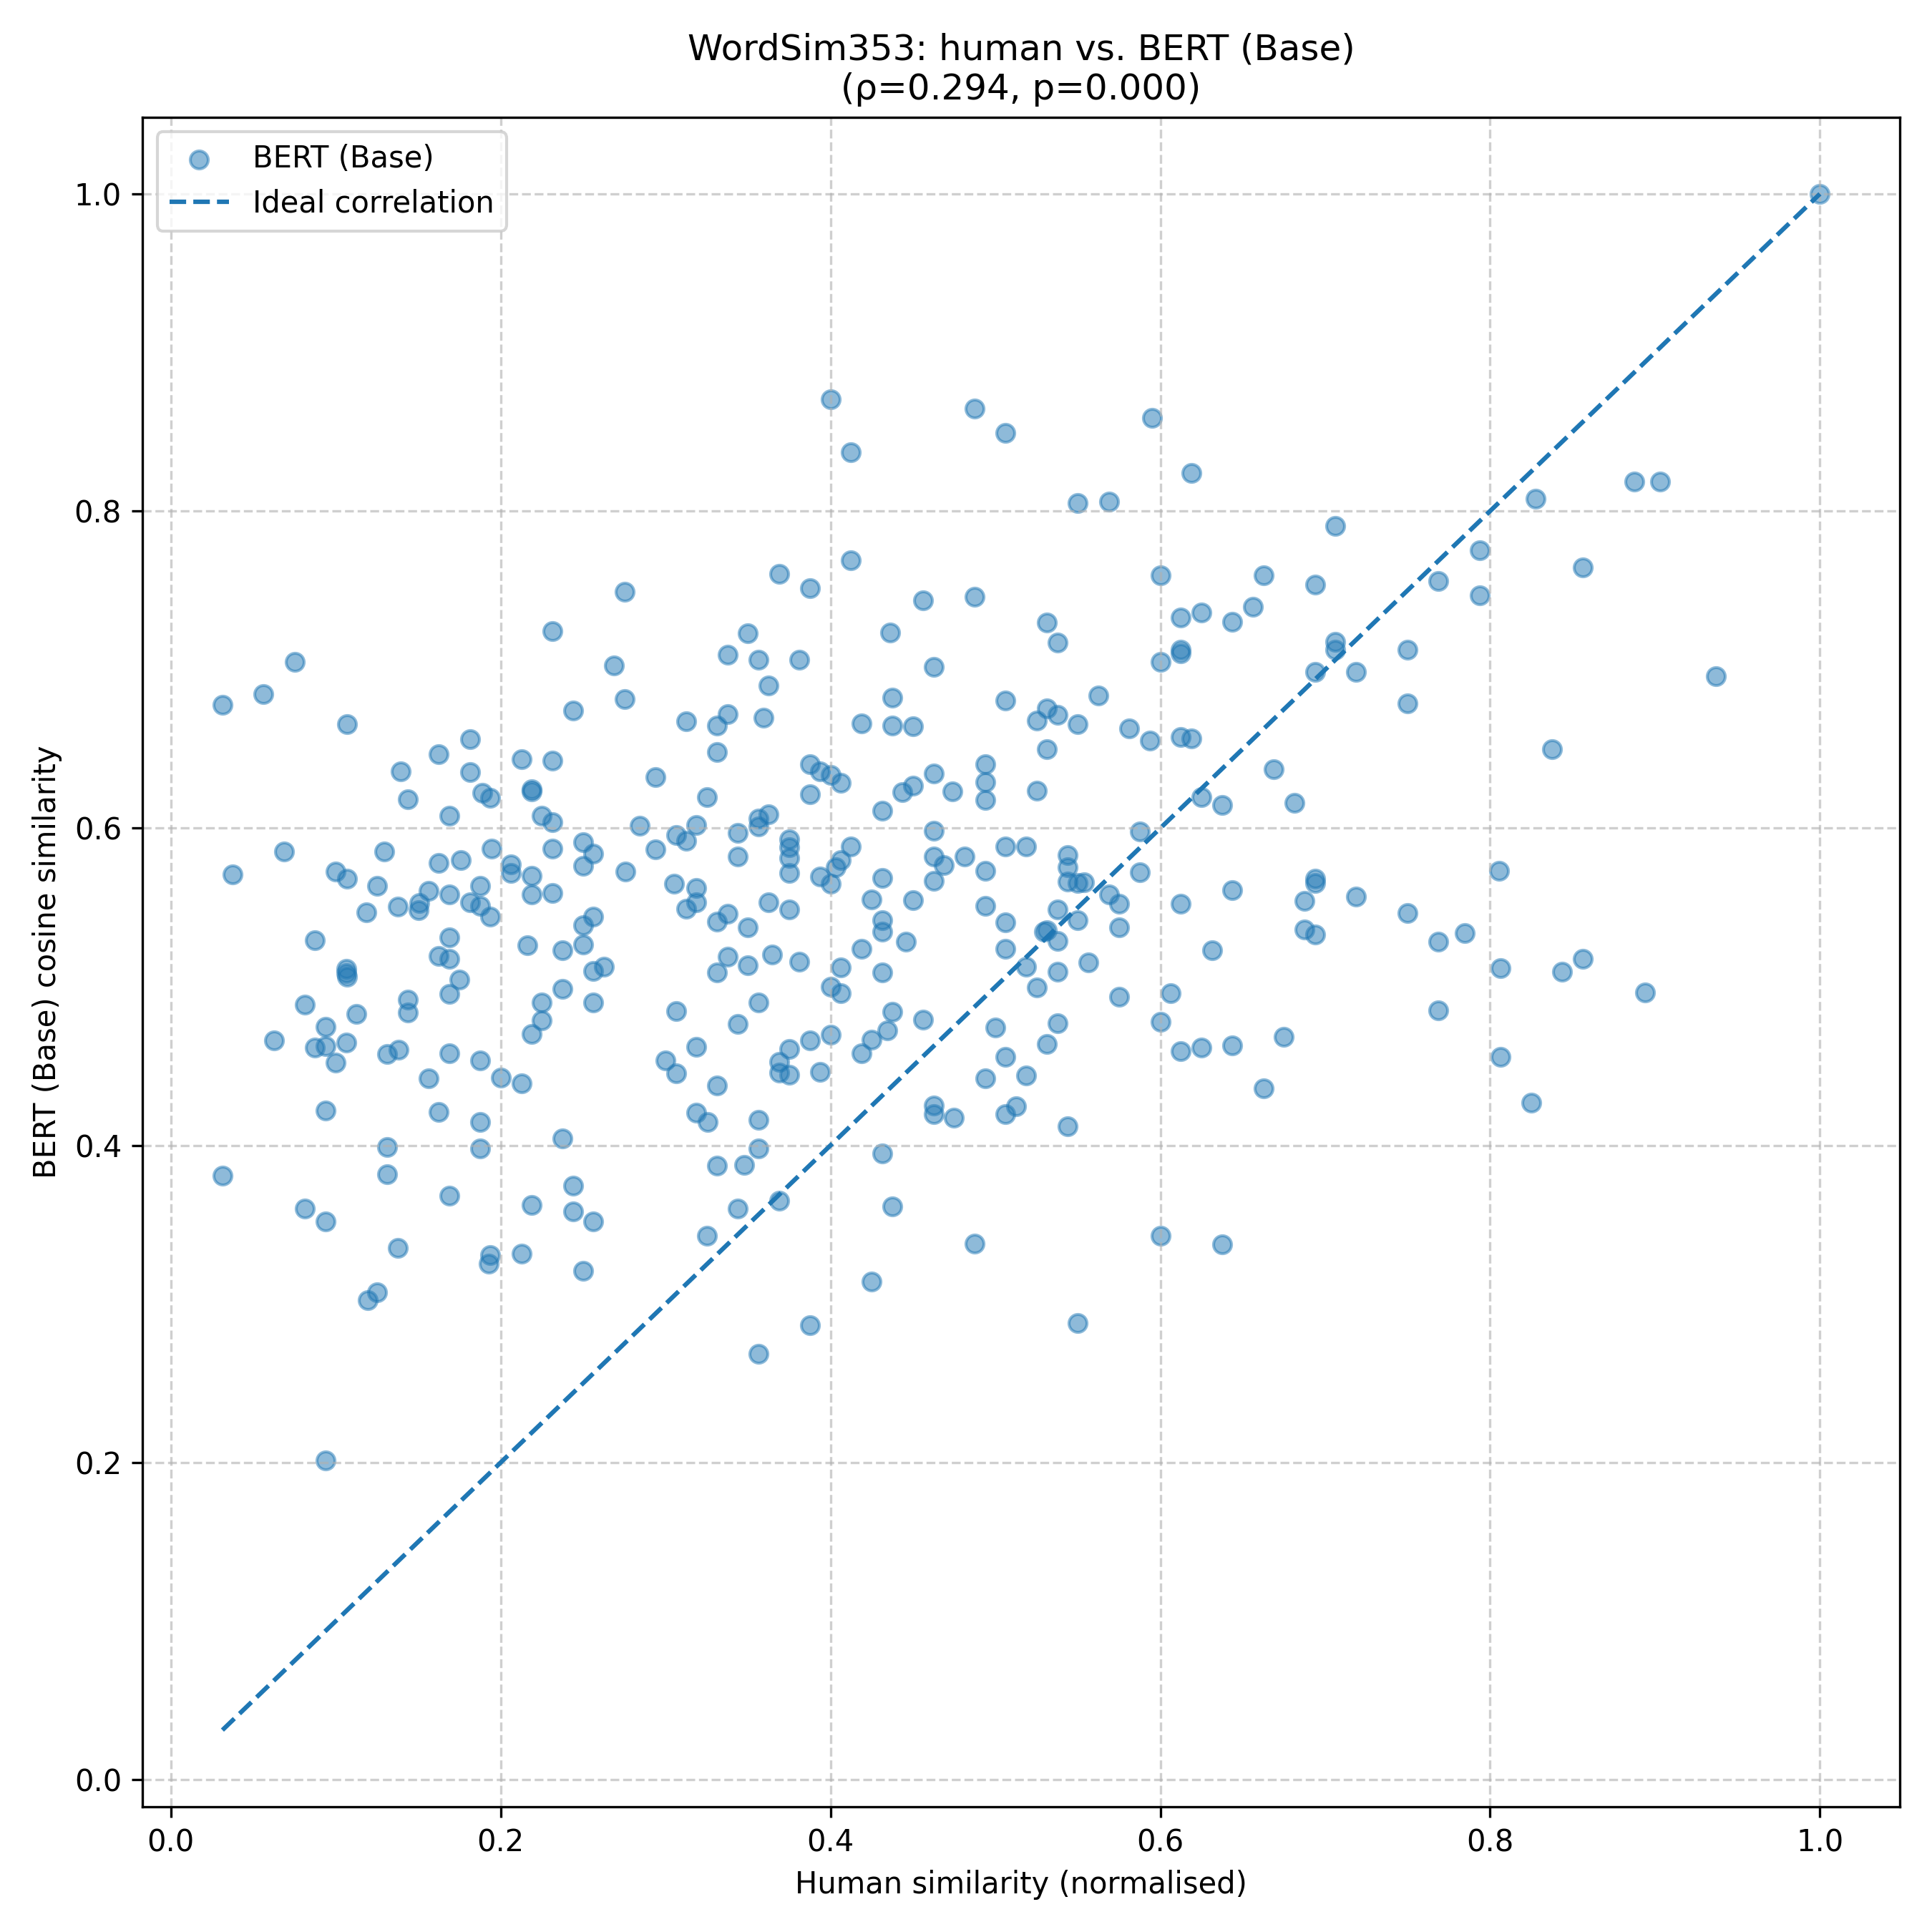 WordSim353: human vs. BERT (Base)
(ρ=0.294, p=0.000)
BERT (Base)
Ideal correlation
1.0
0.8
0.6
0.4
0.2
0.0
BERT (Base) cosine similarity
0.0 0.2 0.4 0.6 0.8 1.0
Human similarity (normalised)